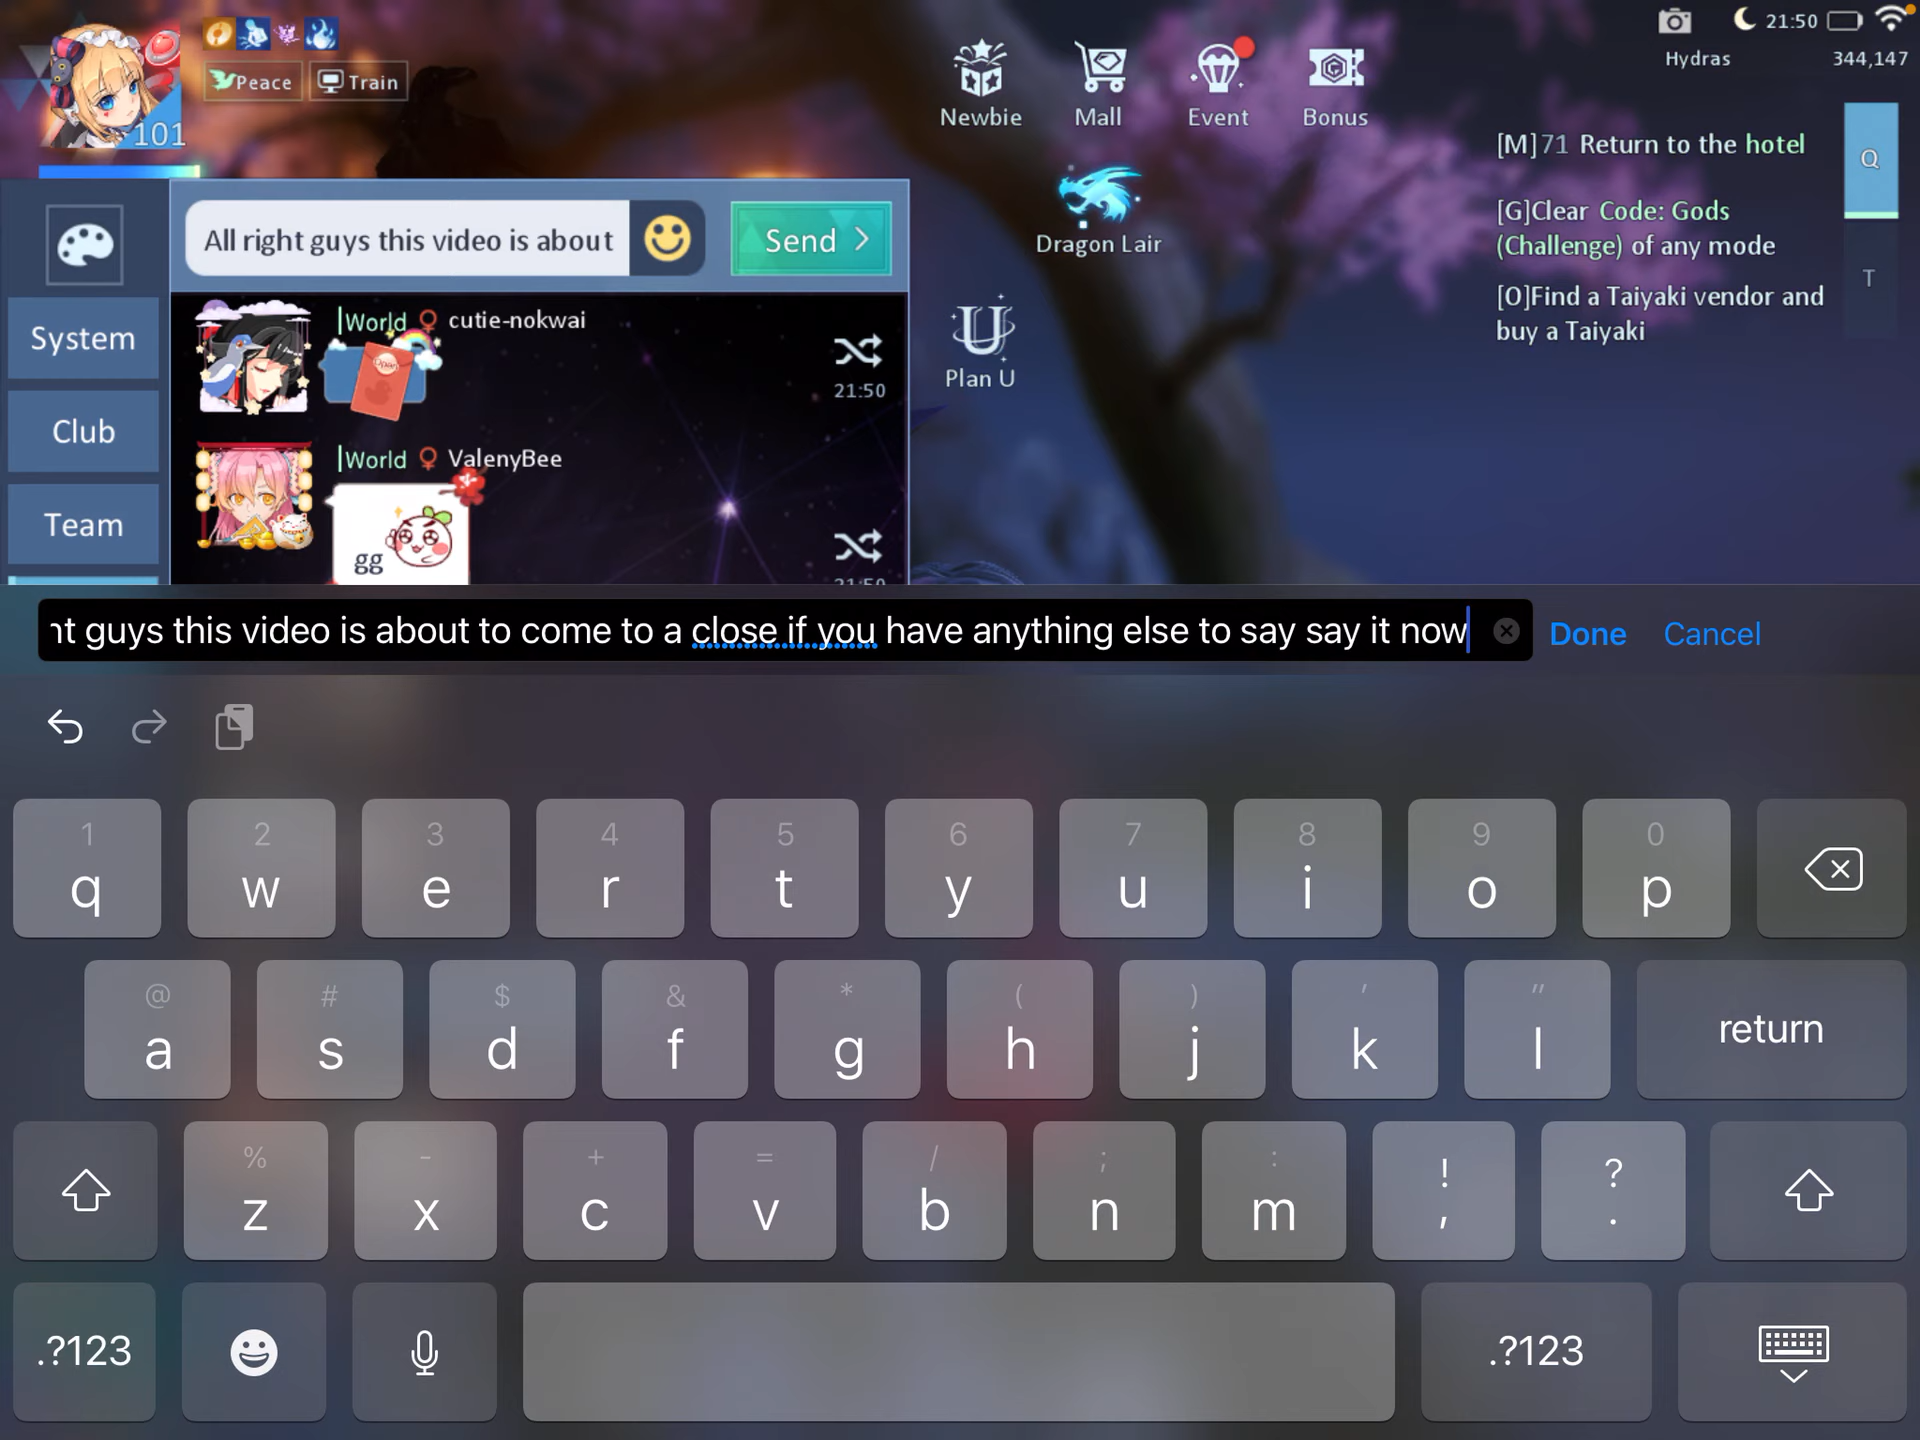 21:50
Hydras
344,147
101
Peace
Train
Newbie
Mall
Event
Bonus
Dragon Lair
Plan U
[M]71 Return to the hotel
[G]Clear Code: Gods
(Challenge) of any mode
[O]Find a Taiyaki vendor and
buy a Taiyaki
Q
T
All right guys this video is about
Send
System
Club
Team
World cutie-nokwai
Open
21:50
World ValenyBee
gg
21:50
nt guys this video is about to come to a close if you have anything else to say say it now
Done
Cancel
1 2 3 4 5 6 7 8 9 0
q w e r t y u i o p
@ # $ & * ( ) ' "
a s d f g h j k l return
% - + = / ; : ! ?
z x c v b n m , .
.?123 .?123